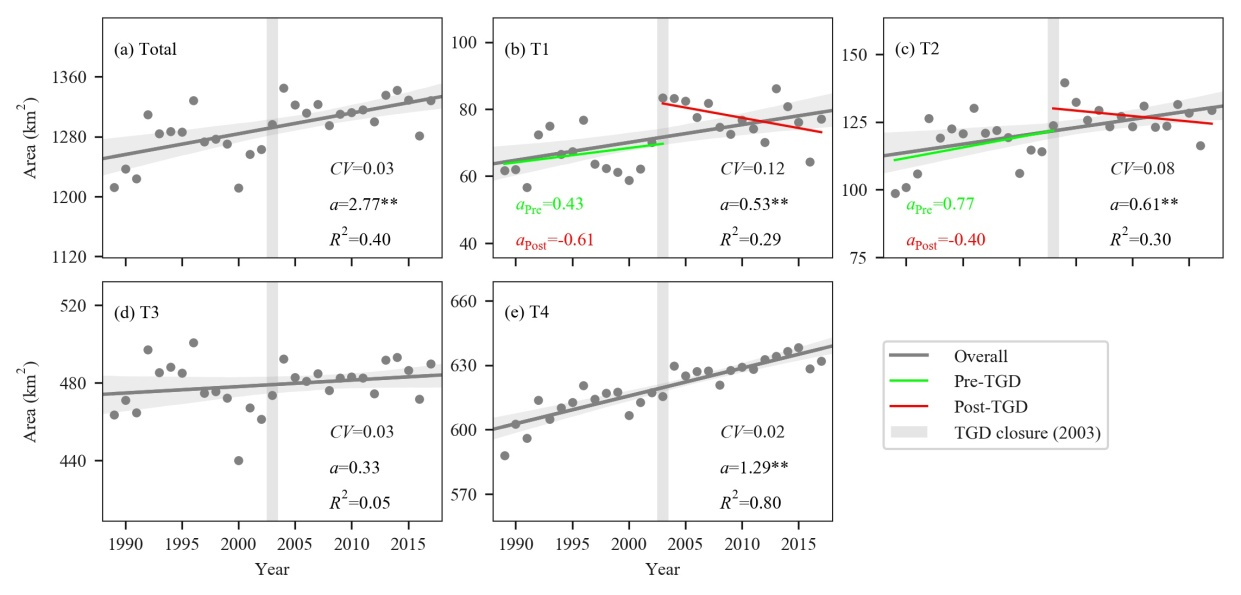 (a) Total
Area (km²)
1360
1280
1200
1120
CV=0.03
a=2.77**
R²=0.40
(b) T1
100
80
60
40
CV=0.12
a_Pre=0.43
a=0.53**
a_Post=-0.61
R²=0.29
(c) T2
150
125
100
75
CV=0.08
a_Pre=0.77
a=0.61**
a_Post=-0.40
R²=0.30
(d) T3
Area (km²)
520
480
440
CV=0.03
a=0.33
R²=0.05
1990 1995 2000 2005 2010 2015
Year
(e) T4
660
630
600
570
CV=0.02
a=1.29**
R²=0.80
1990 1995 2000 2005 2010 2015
Year
Overall
Pre-TGD
Post-TGD
TGD closure (2003)